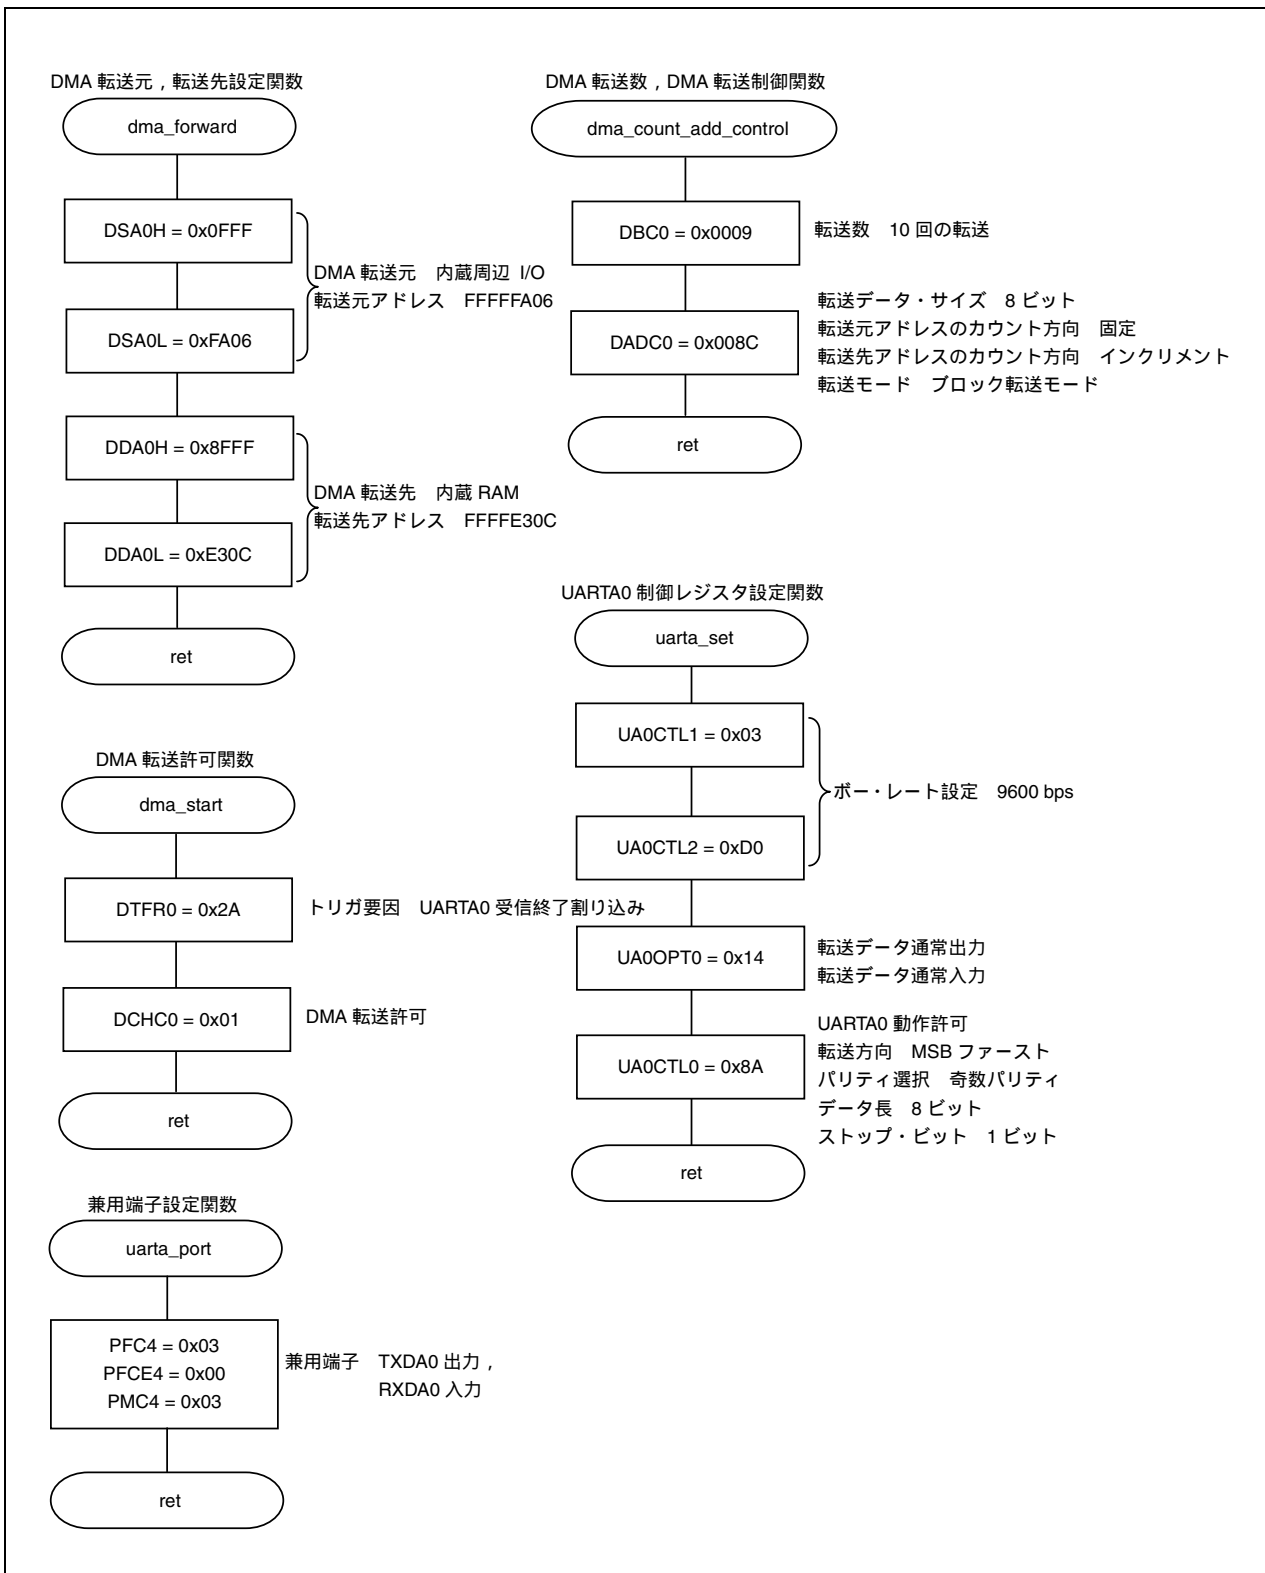 DMA 転送元，転送先設定関数
dma_forward
DSA0H = 0x0FFF
DSA0L = 0xFA06
DMA 転送元　内蔵周辺 I/O
転送元アドレス　FFFFFA06
DDA0H = 0x8FFF
DDA0L = 0xE30C
DMA 転送先　内蔵 RAM
転送先アドレス　FFFFE30C
ret
DMA 転送数，DMA 転送制御関数
dma_count_add_control
DBC0 = 0x0009
転送数　10 回の転送
DADC0 = 0x008C
転送データ・サイズ　8 ビット
転送元アドレスのカウント方向　固定
転送先アドレスのカウント方向　インクリメント
転送モード　ブロック転送モード
ret
UARTA0 制御レジスタ設定関数
uarta_set
UA0CTL1 = 0x03
UA0CTL2 = 0xD0
ボー・レート設定　9600 bps
UA0OPT0 = 0x14
転送データ通常出力
転送データ通常入力
UA0CTL0 = 0x8A
UARTA0 動作許可
転送方向　MSB ファースト
パリティ選択　奇数パリティ
データ長　8 ビット
ストップ・ビット　1 ビット
ret
DMA 転送許可関数
dma_start
DTFR0 = 0x2A
トリガ要因　UARTA0 受信終了割り込み
DCHC0 = 0x01
DMA 転送許可
ret
兼用端子設定関数
uarta_port
PFC4 = 0x03
PFCE4 = 0x00
PMC4 = 0x03
兼用端子　TXDA0 出力，
RXDA0 入力
ret